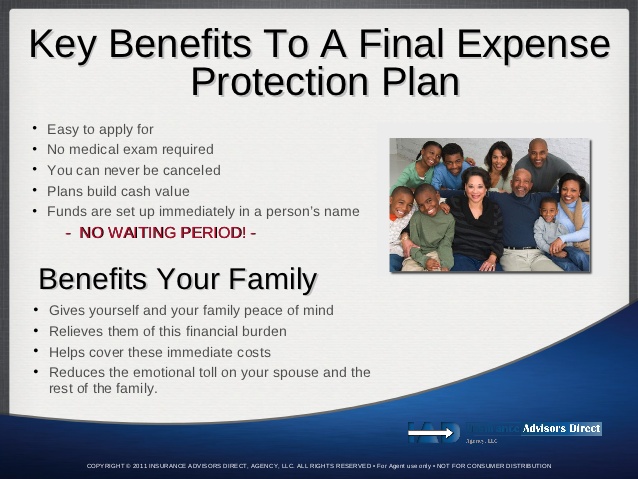 Key Benefits To A Final Expense
Protection Plan
• Easy to apply for
• No medical exam required
• You can never be canceled
• Plans build cash value
• Funds are set up immediately in a person's name
- NO WAITING PERIOD! -
Benefits Your Family
• Gives yourself and your family peace of mind
• Relieves them of this financial burden
• Helps cover these immediate costs
• Reduces the emotional toll on your spouse and the
rest of the family.
IAD Insurance Advisors Direct
Agency, LLC
COPYRIGHT © 2011 INSURANCE ADVISORS DIRECT, AGENCY, LLC. ALL RIGHTS RESERVED • For Agent use only • NOT FOR CONSUMER DISTRIBUTION